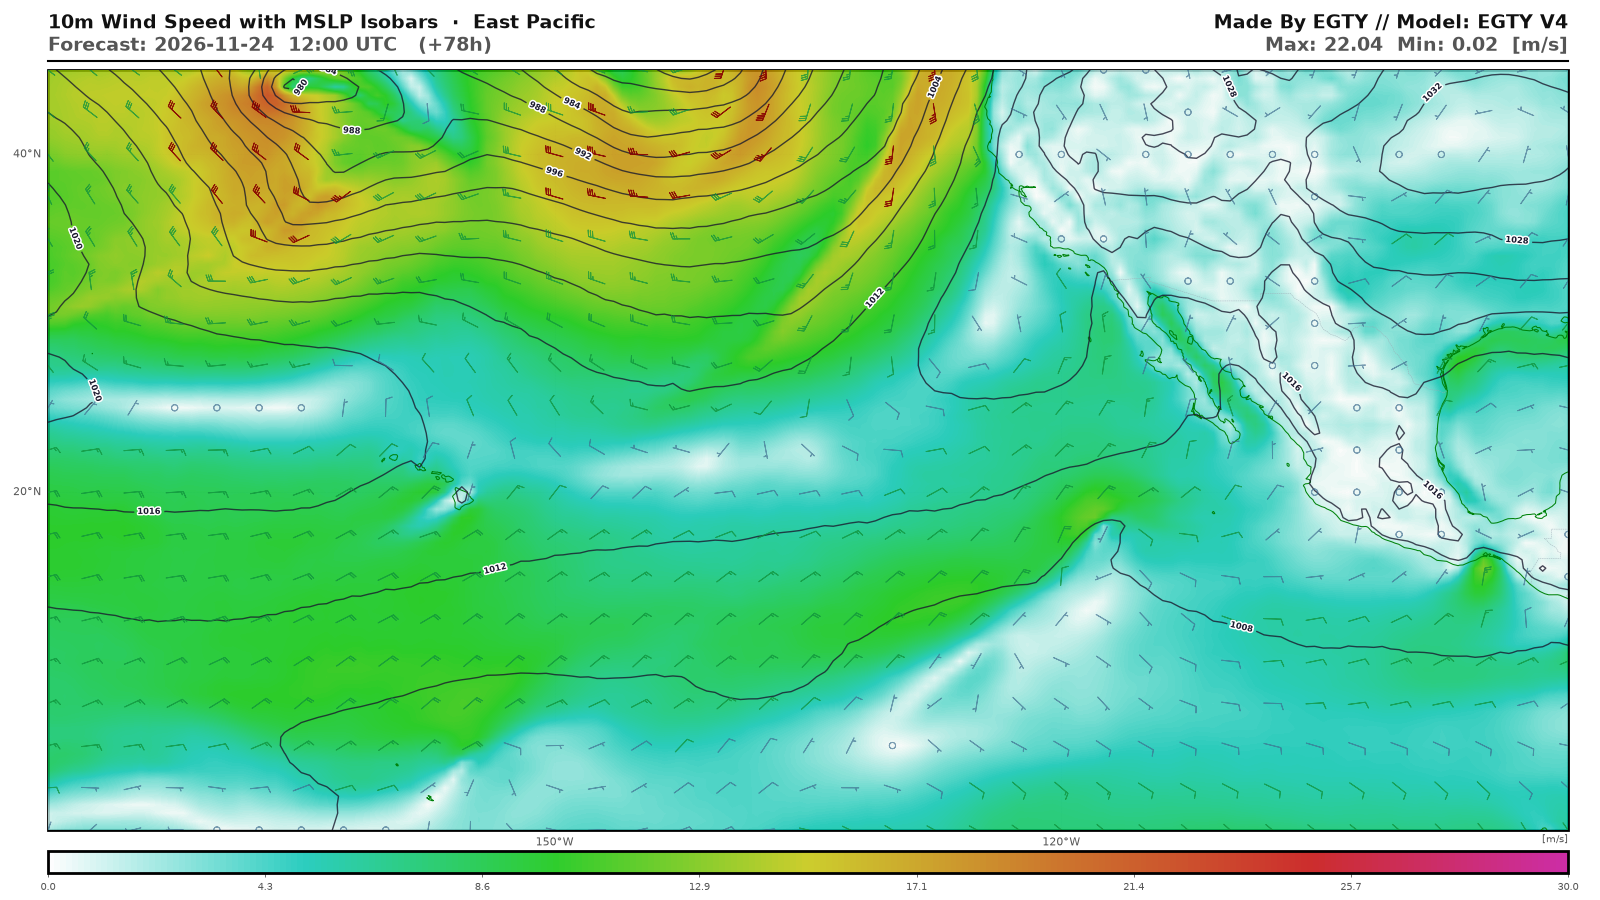 10m Wind Speed with MSLP Isobars · East Pacific
Made By EGTY // Model: EGTY V4
Forecast: 2026-11-24 12:00 UTC (+78h)
Max: 22.04 Min: 0.02 [m/s]
980
1004
1028
1032
988
984
988
40°N
992
996
1020
1028
1012
1020
1016
20°N
1016
1016
1012
1008
150°W
120°W
[m/s]
0.0
4.3
8.6
12.9
17.1
21.4
25.7
30.0